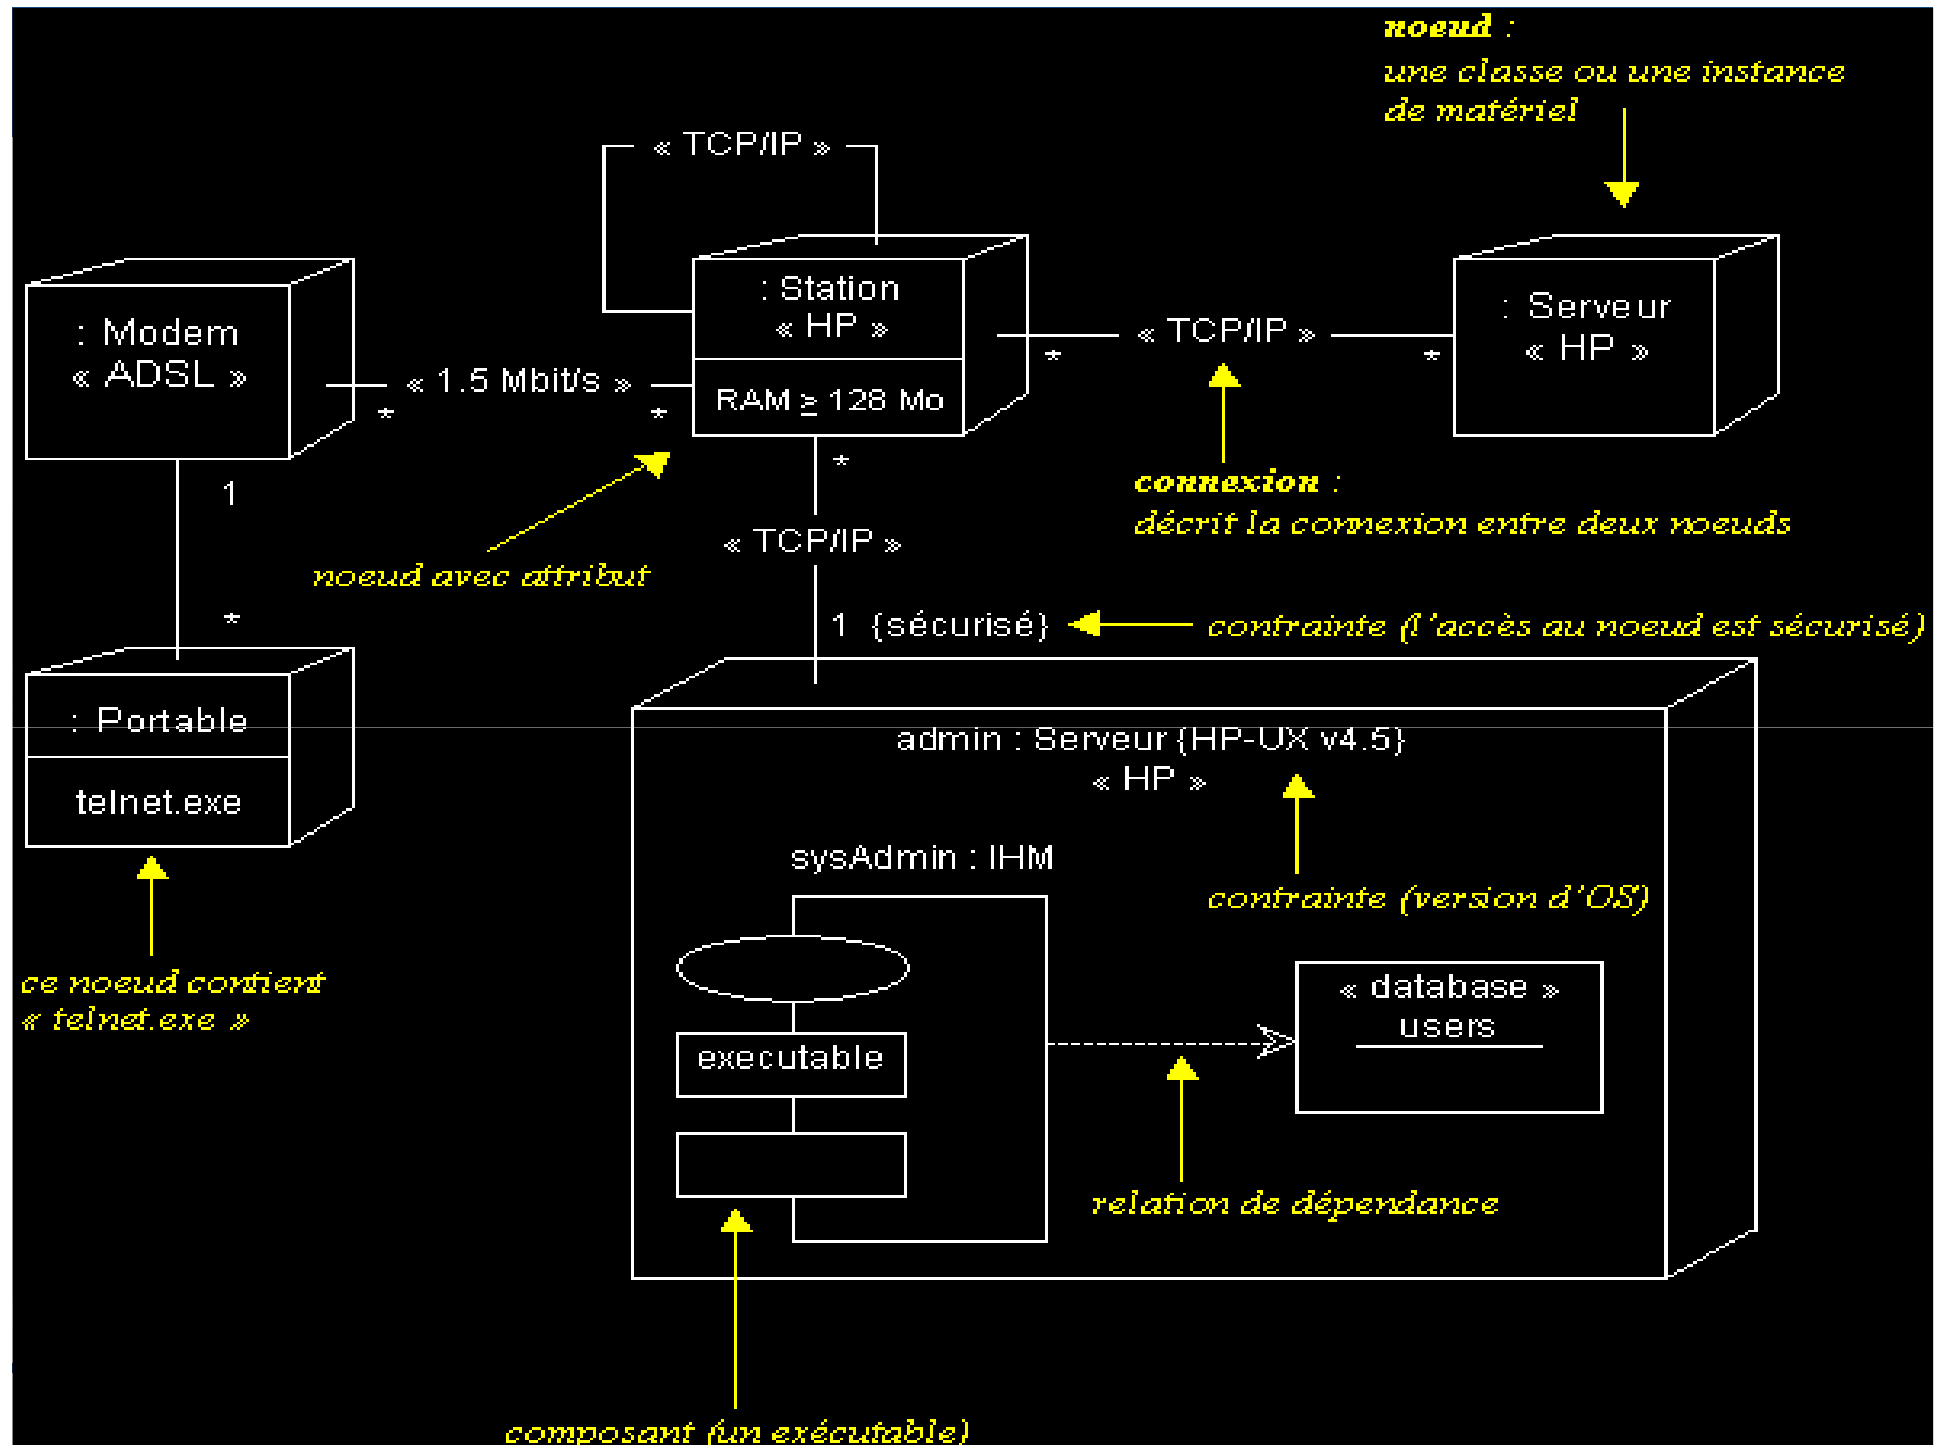 noeud :
une classe ou une instance
de matériel
« TCP/IP »
: Station
« HP »
RAM ≥ 128 Mo
: Modem
« ADSL »
« 1.5 Mbit/s »
*
*
*
« TCP/IP »
*
: Serveur
« HP »
connexion :
décrit la connexion entre deux noeuds
1
*
noeud avec attribut
*
« TCP/IP »
1 {sécurisé}
contrainte (l'accès au noeud est sécurisé)
: Portable
telnet.exe
ce noeud contient
« telnet.exe »
admin : Serveur {HP-UX v4.5}
« HP »
contrainte (version d'OS)
sysAdmin : IHM
executable
« database »
users
relation de dépendance
composant (un exécutable)